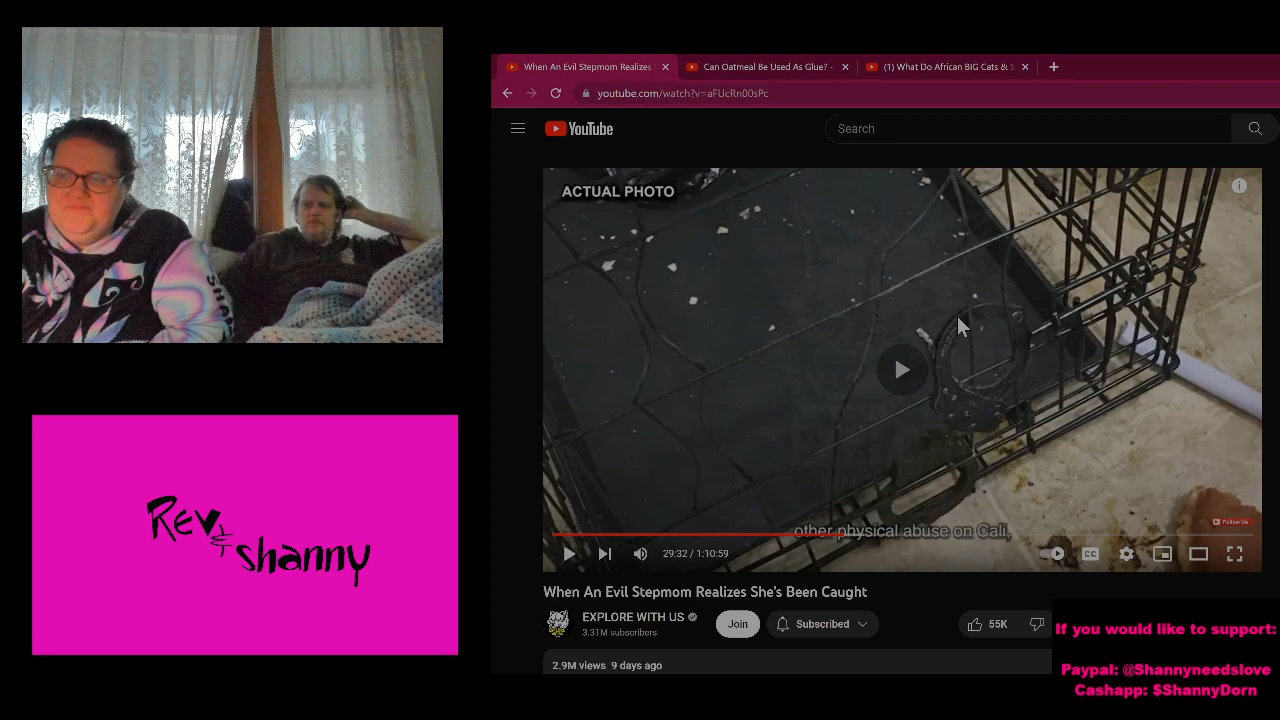 When An Evil Stepmom Realizes
Can Oatmeal Be Used As Glue? -
(1) What Do African BIG Cats &
youtube.com/watch?v=aFUcRn00sPc
YouTube
Search
ACTUAL PHOTO
other physical abuse on Cali,
Follow Us
29:32 / 1:10:59
CC
When An Evil Stepmom Realizes She's Been Caught
EXPLORE WITH US
3.31M subscribers
Join
Subscribed
55K
2.9M views 9 days ago
Rev
&
shanny
If you would like to support:
Paypal: @Shannyneedslove
Cashapp: $ShannyDorn